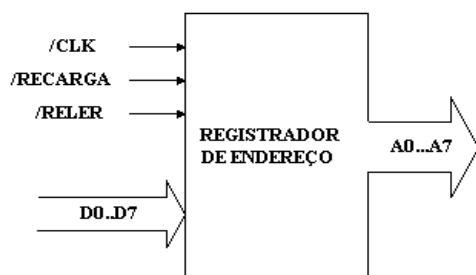 /CLK
/RECARGA
/RELER
REGISTRADOR
DE ENDEREÇO
A0...A7
D0..D7